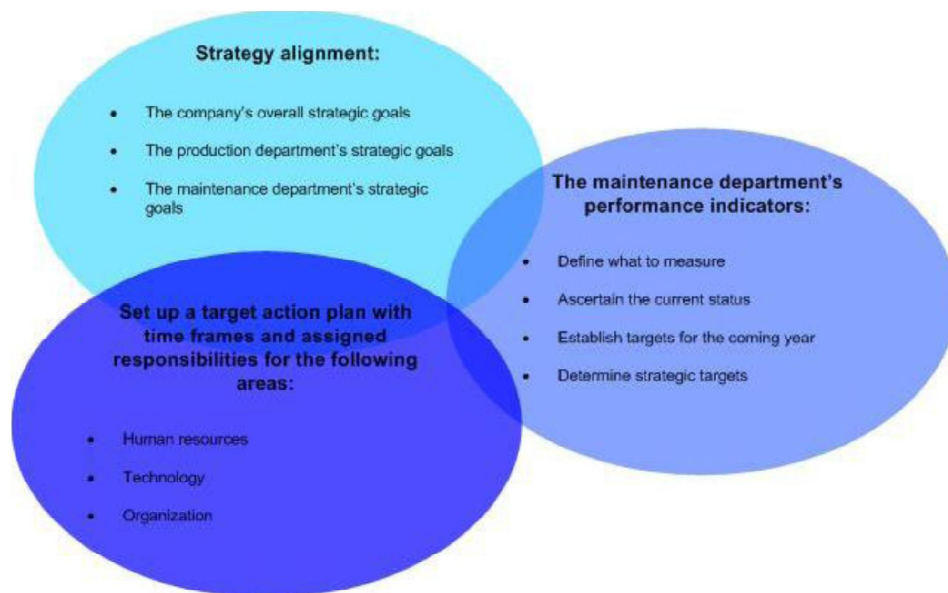 Strategy alignment:
• The company's overall strategic goals
• The production department's strategic goals
• The maintenance department's strategic
goals
The maintenance department's
performance indicators:
• Define what to measure
• Ascertain the current status
• Establish targets for the coming year
• Determine strategic targets
Set up a target action plan with
time frames and assigned
responsibilities for the following
areas:
• Human resources
• Technology
• Organization